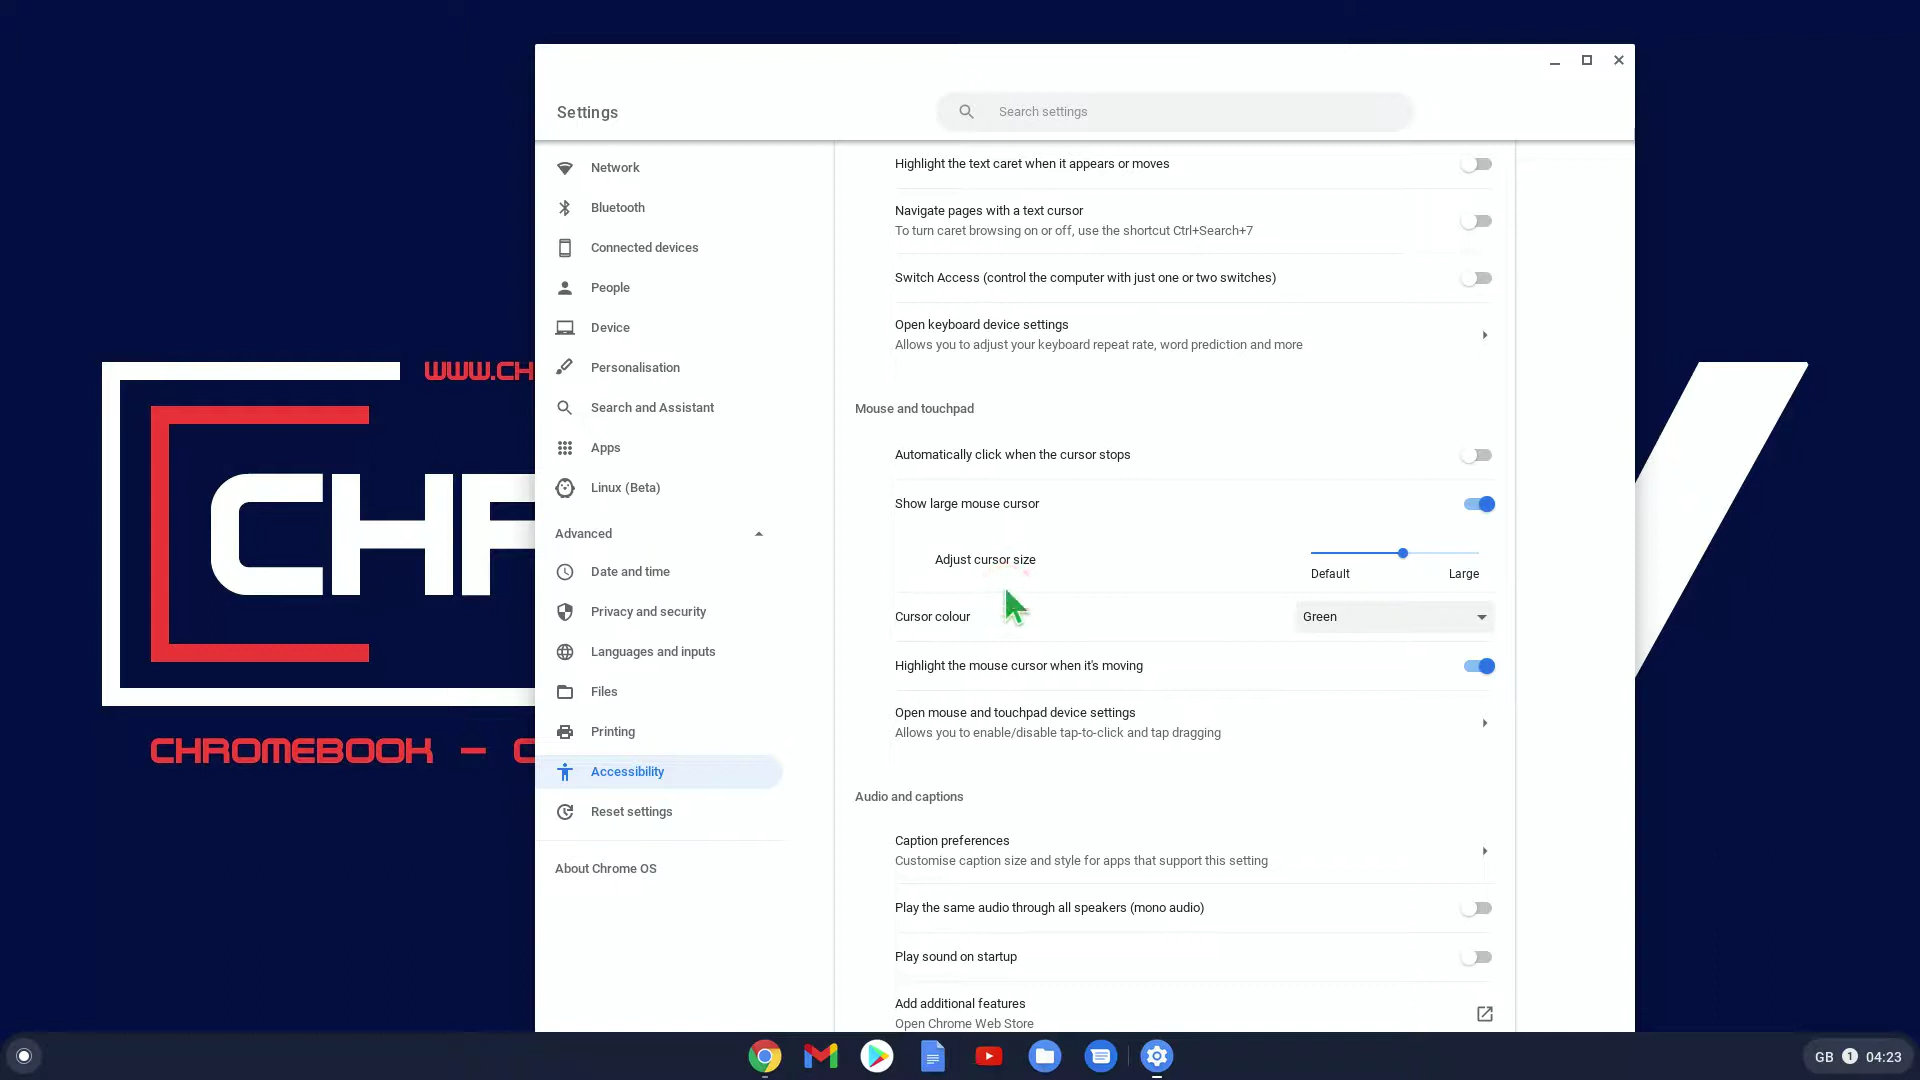 Settings
Search settings
Network
Bluetooth
Connected devices
People
Device
Personalisation
Search and Assistant
Apps
Linux (Beta)
Advanced
Date and time
Privacy and security
Languages and inputs
Files
Printing
Accessibility
Reset settings
About Chrome OS
Highlight the text caret when it appears or moves
Navigate pages with a text cursor
To turn caret browsing on or off, use the shortcut Ctrl+Search+7
Switch Access (control the computer with just one or two switches)
Open keyboard device settings
Allows you to adjust your keyboard repeat rate, word prediction and more
Mouse and touchpad
Automatically click when the cursor stops
Show large mouse cursor
Adjust cursor size
Default Large
Cursor colour
Green
Highlight the mouse cursor when it's moving
Open mouse and touchpad device settings
Allows you to enable/disable tap-to-click and tap dragging
Audio and captions
Caption preferences
Customise caption size and style for apps that support this setting
Play the same audio through all speakers (mono audio)
Play sound on startup
Add additional features
Open Chrome Web Store
WWW.CH
CHR
CHROMEBOOK -
GB 1 04:23